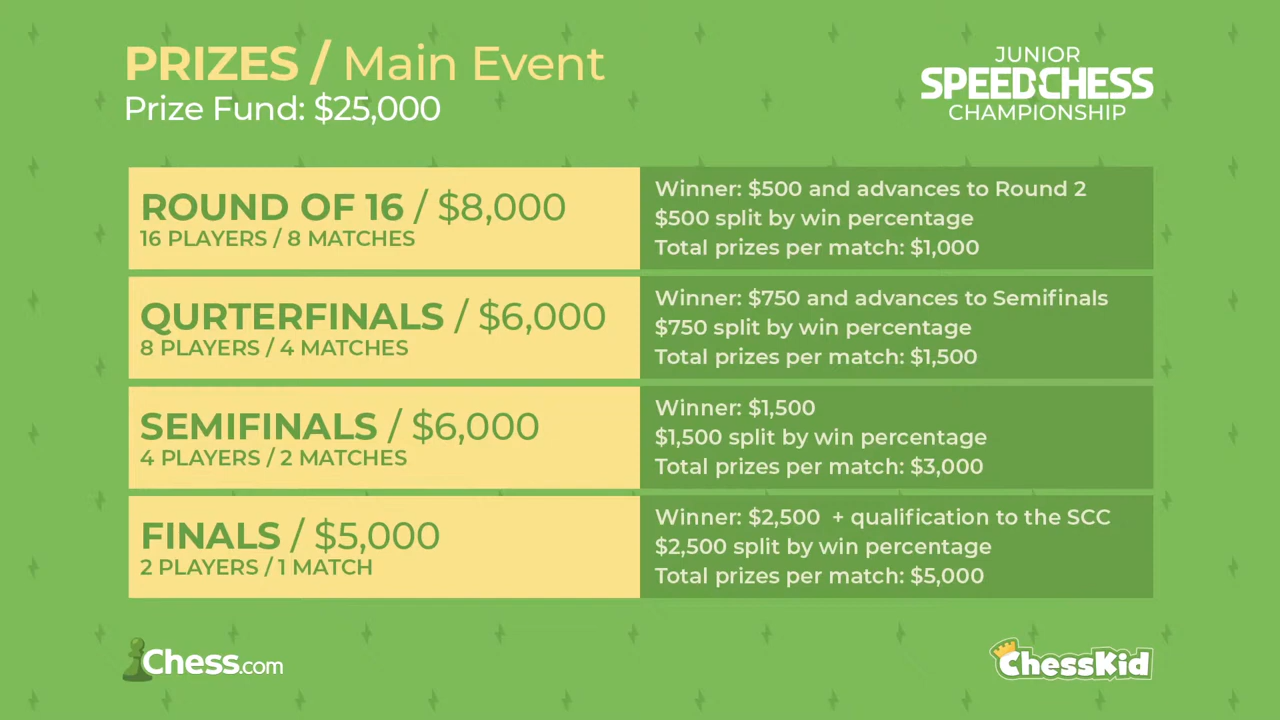 PRIZES / Main Event
Prize Fund: $25,000
JUNIOR
SPEED CHESS
CHAMPIONSHIP
ROUND OF 16 / $8,000
16 PLAYERS / 8 MATCHES
Winner: $500 and advances to Round 2
$500 split by win percentage
Total prizes per match: $1,000
QURTERFINALS / $6,000
8 PLAYERS / 4 MATCHES
Winner: $750 and advances to Semifinals
$750 split by win percentage
Total prizes per match: $1,500
SEMIFINALS / $6,000
4 PLAYERS / 2 MATCHES
Winner: $1,500
$1,500 split by win percentage
Total prizes per match: $3,000
FINALS / $5,000
2 PLAYERS / 1 MATCH
Winner: $2,500 + qualification to the SCC
$2,500 split by win percentage
Total prizes per match: $5,000
Chess.com
ChessKid